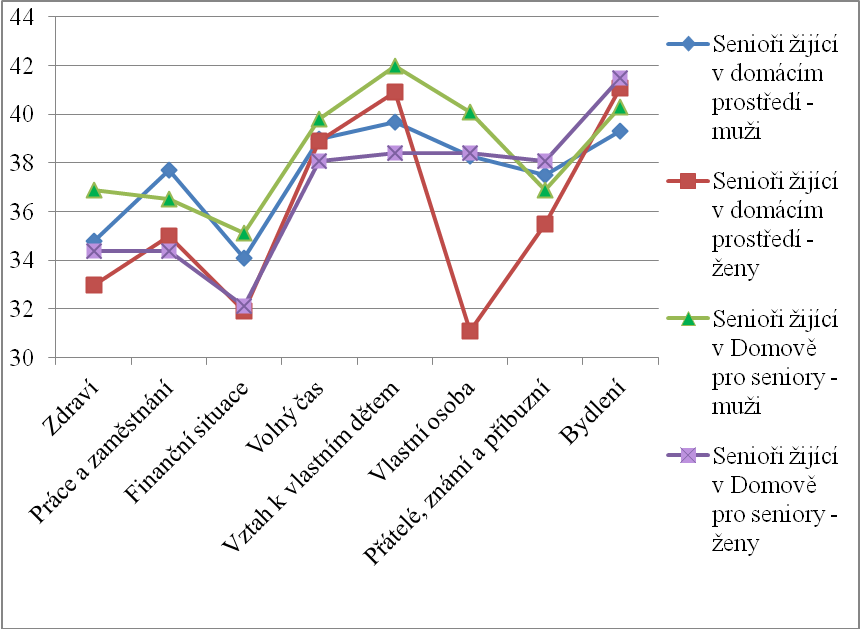 44
42
40
38
36
34
32
30
Zdraví
Práce a zaměstnání
Finanční situace
Volný čas
Vztah k vlastním dětem
Vlastní osoba
Přátelé, známí a příbuzní
Bydlení
Senioři žijící
v domácím
prostředí -
muži
Senioři žijící
v domácím
prostředí -
ženy
Senioři žijící
v Domově
pro seniory -
muži
Senioři žijící
v Domově
pro seniory -
ženy